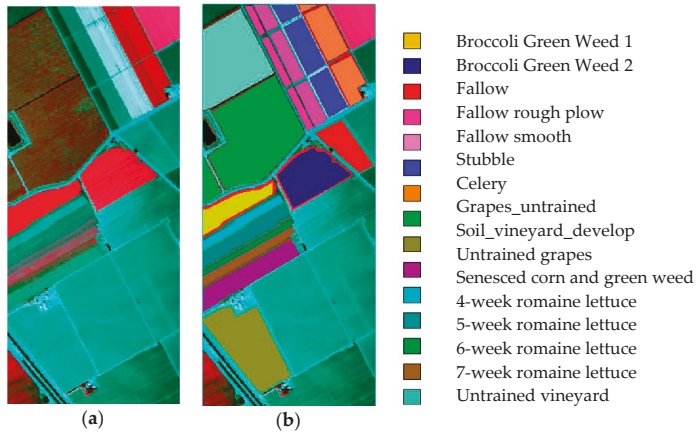 Broccoli Green Weed 1
Broccoli Green Weed 2
Fallow
Fallow rough plow
Fallow smooth
Stubble
Celery
Grapes_untrained
Soil_vineyard_develop
Untrained grapes
Senesced corn and green weed
4-week romaine lettuce
5-week romaine lettuce
6-week romaine lettuce
7-week romaine lettuce
Untrained vineyard
(a)
(b)